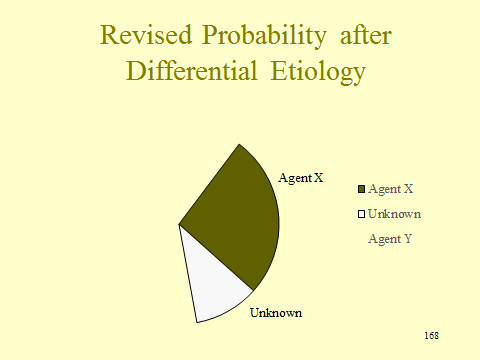 Revised Probability after
Differential Etiology
Agent X
Unknown
Agent X
Unknown
Agent Y
168